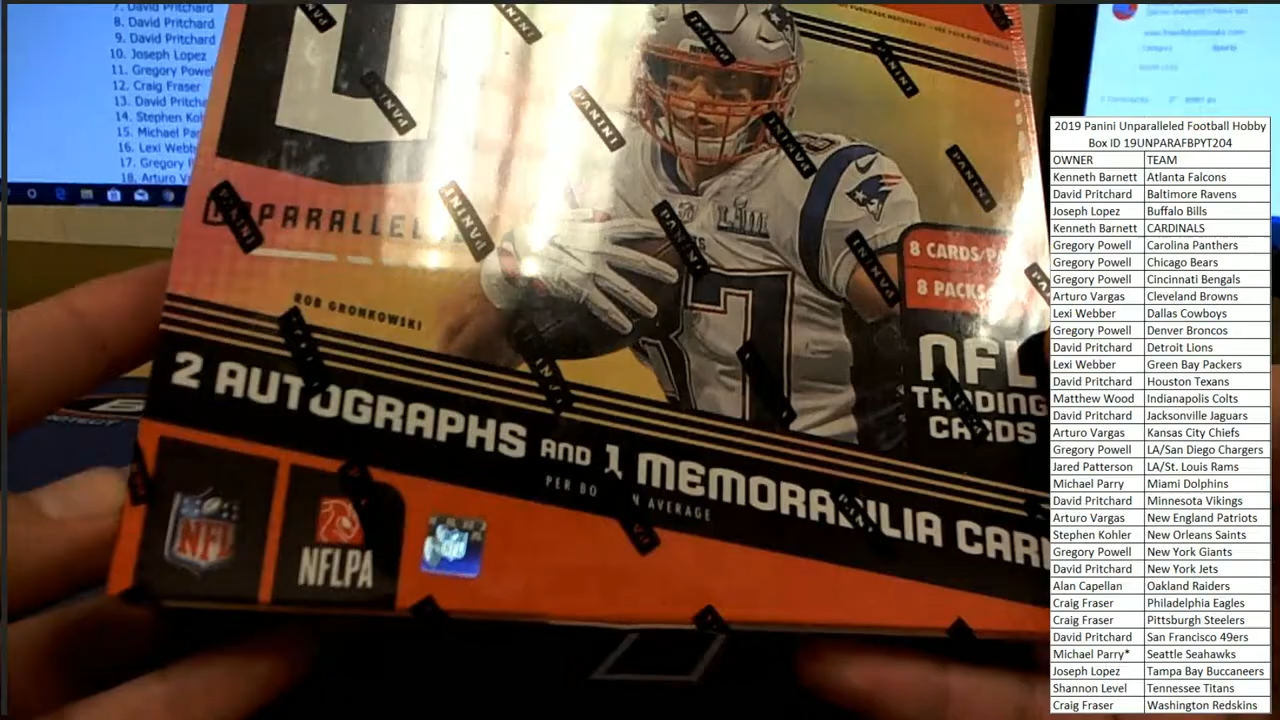 7. David Pritchard
8. David Pritchard
9. David Pritchard
10. Joseph Lopez
11. Gregory
12. Craig Fraser
13. David
14. Stephen
15. Michael
16. Lexi
17. Gregory
18. Arturo
PANINI
ROB GRONKOWSKI
LIII
87
8 CARDS
8 PACKS
NFL
TRADING
CARDS
2 AUTOGRAPHS AND 1 MEMORABILIA
PER AVERAGE
NFL
NFLPA
2019 Panini Unparalleled Football Hobby
Box ID 19UNPARAFBPYT204
OWNER TEAM
Kenneth Barnett Atlanta Falcons
David Pritchard Baltimore Ravens
Joseph Lopez Buffalo Bills
Kenneth Barnett CARDINALS
Gregory Powell Carolina Panthers
Gregory Powell Chicago Bears
Gregory Powell Cincinnati Bengals
Arturo Vargas Cleveland Browns
Lexi Webber Dallas Cowboys
Gregory Powell Denver Broncos
David Pritchard Detroit Lions
Lexi Webber Green Bay Packers
David Pritchard Houston Texans
Matthew Wood Indianapolis Colts
David Pritchard Jacksonville Jaguars
Arturo Vargas Kansas City Chiefs
Gregory Powell LA/San Diego Chargers
Jared Patterson LA/St. Louis Rams
Michael Parry Miami Dolphins
David Pritchard Minnesota Vikings
Arturo Vargas New England Patriots
Stephen Kohler New Orleans Saints
Gregory Powell New York Giants
David Pritchard New York Jets
Alan Capellan Oakland Raiders
Craig Fraser Philadelphia Eagles
Craig Fraser Pittsburgh Steelers
David Pritchard San Francisco 49ers
Michael Parry* Seattle Seahawks
Joseph Lopez Tampa Bay Buccaneers
Shannon Level Tennessee Titans
Craig Fraser Washington Redskins